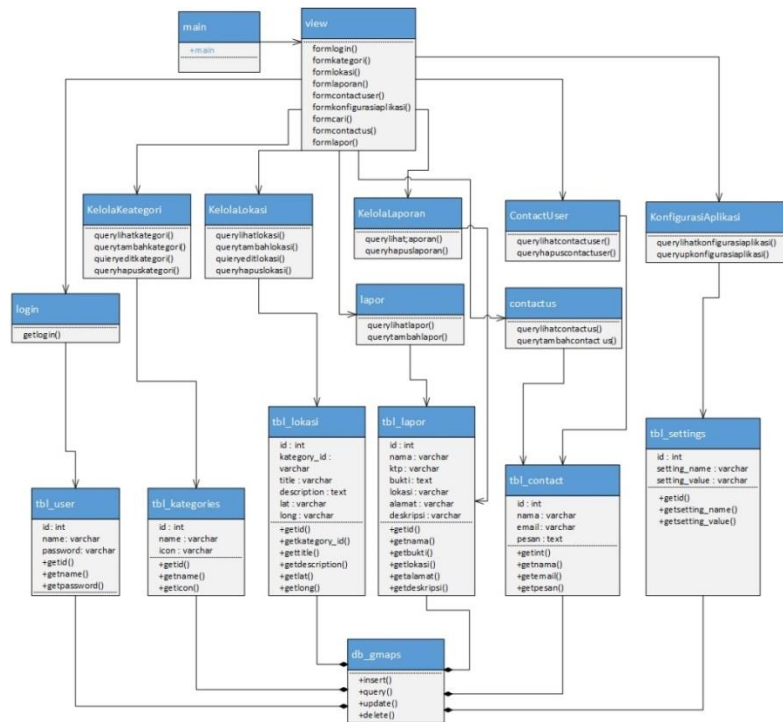 main
+main
view
formlogin()
formkategori()
formlokasi()
formlaporan()
formcontactuser()
formkonfigurasiaplikasi()
formcari()
formcontactus()
formlapor()
KelolaKeategori
querylihatkategori()
querytambahkategori()
quieryeditkategori()
queryhapuskategori()
KelolaLokasi
querylihatlokasi()
querytambahlokasi()
quieryeditlokasi()
queryhapuslokasi()
KelolaLaporan
querylihat;aporan()
queryhapuslaporan()
ContactUser
querylihatcontactuser()
queryhapuscontactuser()
KonfigurasiAplikasi
querylihatkonfigurasiaplikasi()
queryupkonfigurasiaplikasi()
login
getlogin()
lapor
querylihatlapor()
querytambahlapor()
contactus
querylihatcontactus()
querytambahcontact us()
tbl_user
id: int
name: varchar
password: varchar
+getid()
+getname()
+getpassword()
tbl_kategories
id : int
name : varchar
icon : varchar
+getid()
+getname()
+geticon()
tbl_lokasi
id : int
kategory_id :
varchar
title : varchar
description : text
lat : varchar
long : varchar
+getid()
+getkategory_id()
+gettitle()
+getdescription()
+getlat()
+getlong()
tbl_lapor
id : int
nama : varchar
ktp : varchar
bukti : text
lokasi : varchar
alamat : varchar
deskripsi : varchar
+getid()
+getnama()
+getbukti()
+getlokasi()
+getalamat()
+getdeskripsi()
tbl_contact
id : int
nama : varchar
email : varchar
pesan : text
+getint()
+getnama()
+getemail()
+getpesan()
tbl_settings
id : int
setting_name : varchar
setting_value : varchar
+getid()
+getsetting_name()
+getsetting_value()
db_gmaps
+insert()
+query()
+update()
+delete()